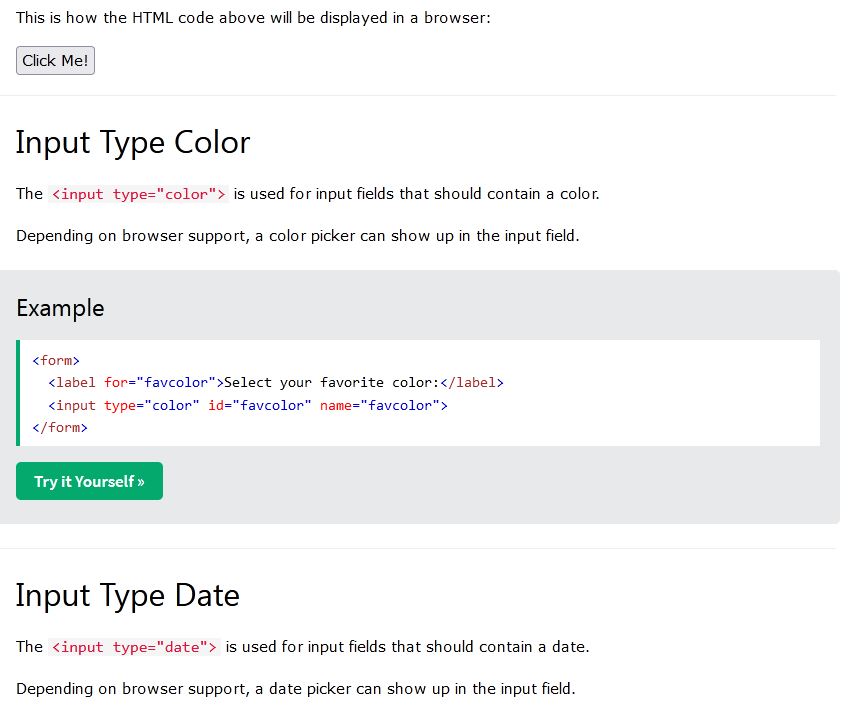 This is how the HTML code above will be displayed in a browser:
Click Me!
Input Type Color
The <input type="color"> is used for input fields that should contain a color.
Depending on browser support, a color picker can show up in the input field.
Example
<form>
  <label for="favcolor">Select your favorite color:</label>
  <input type="color" id="favcolor" name="favcolor">
</form>
Try it Yourself »
Input Type Date
The <input type="date"> is used for input fields that should contain a date.
Depending on browser support, a date picker can show up in the input field.